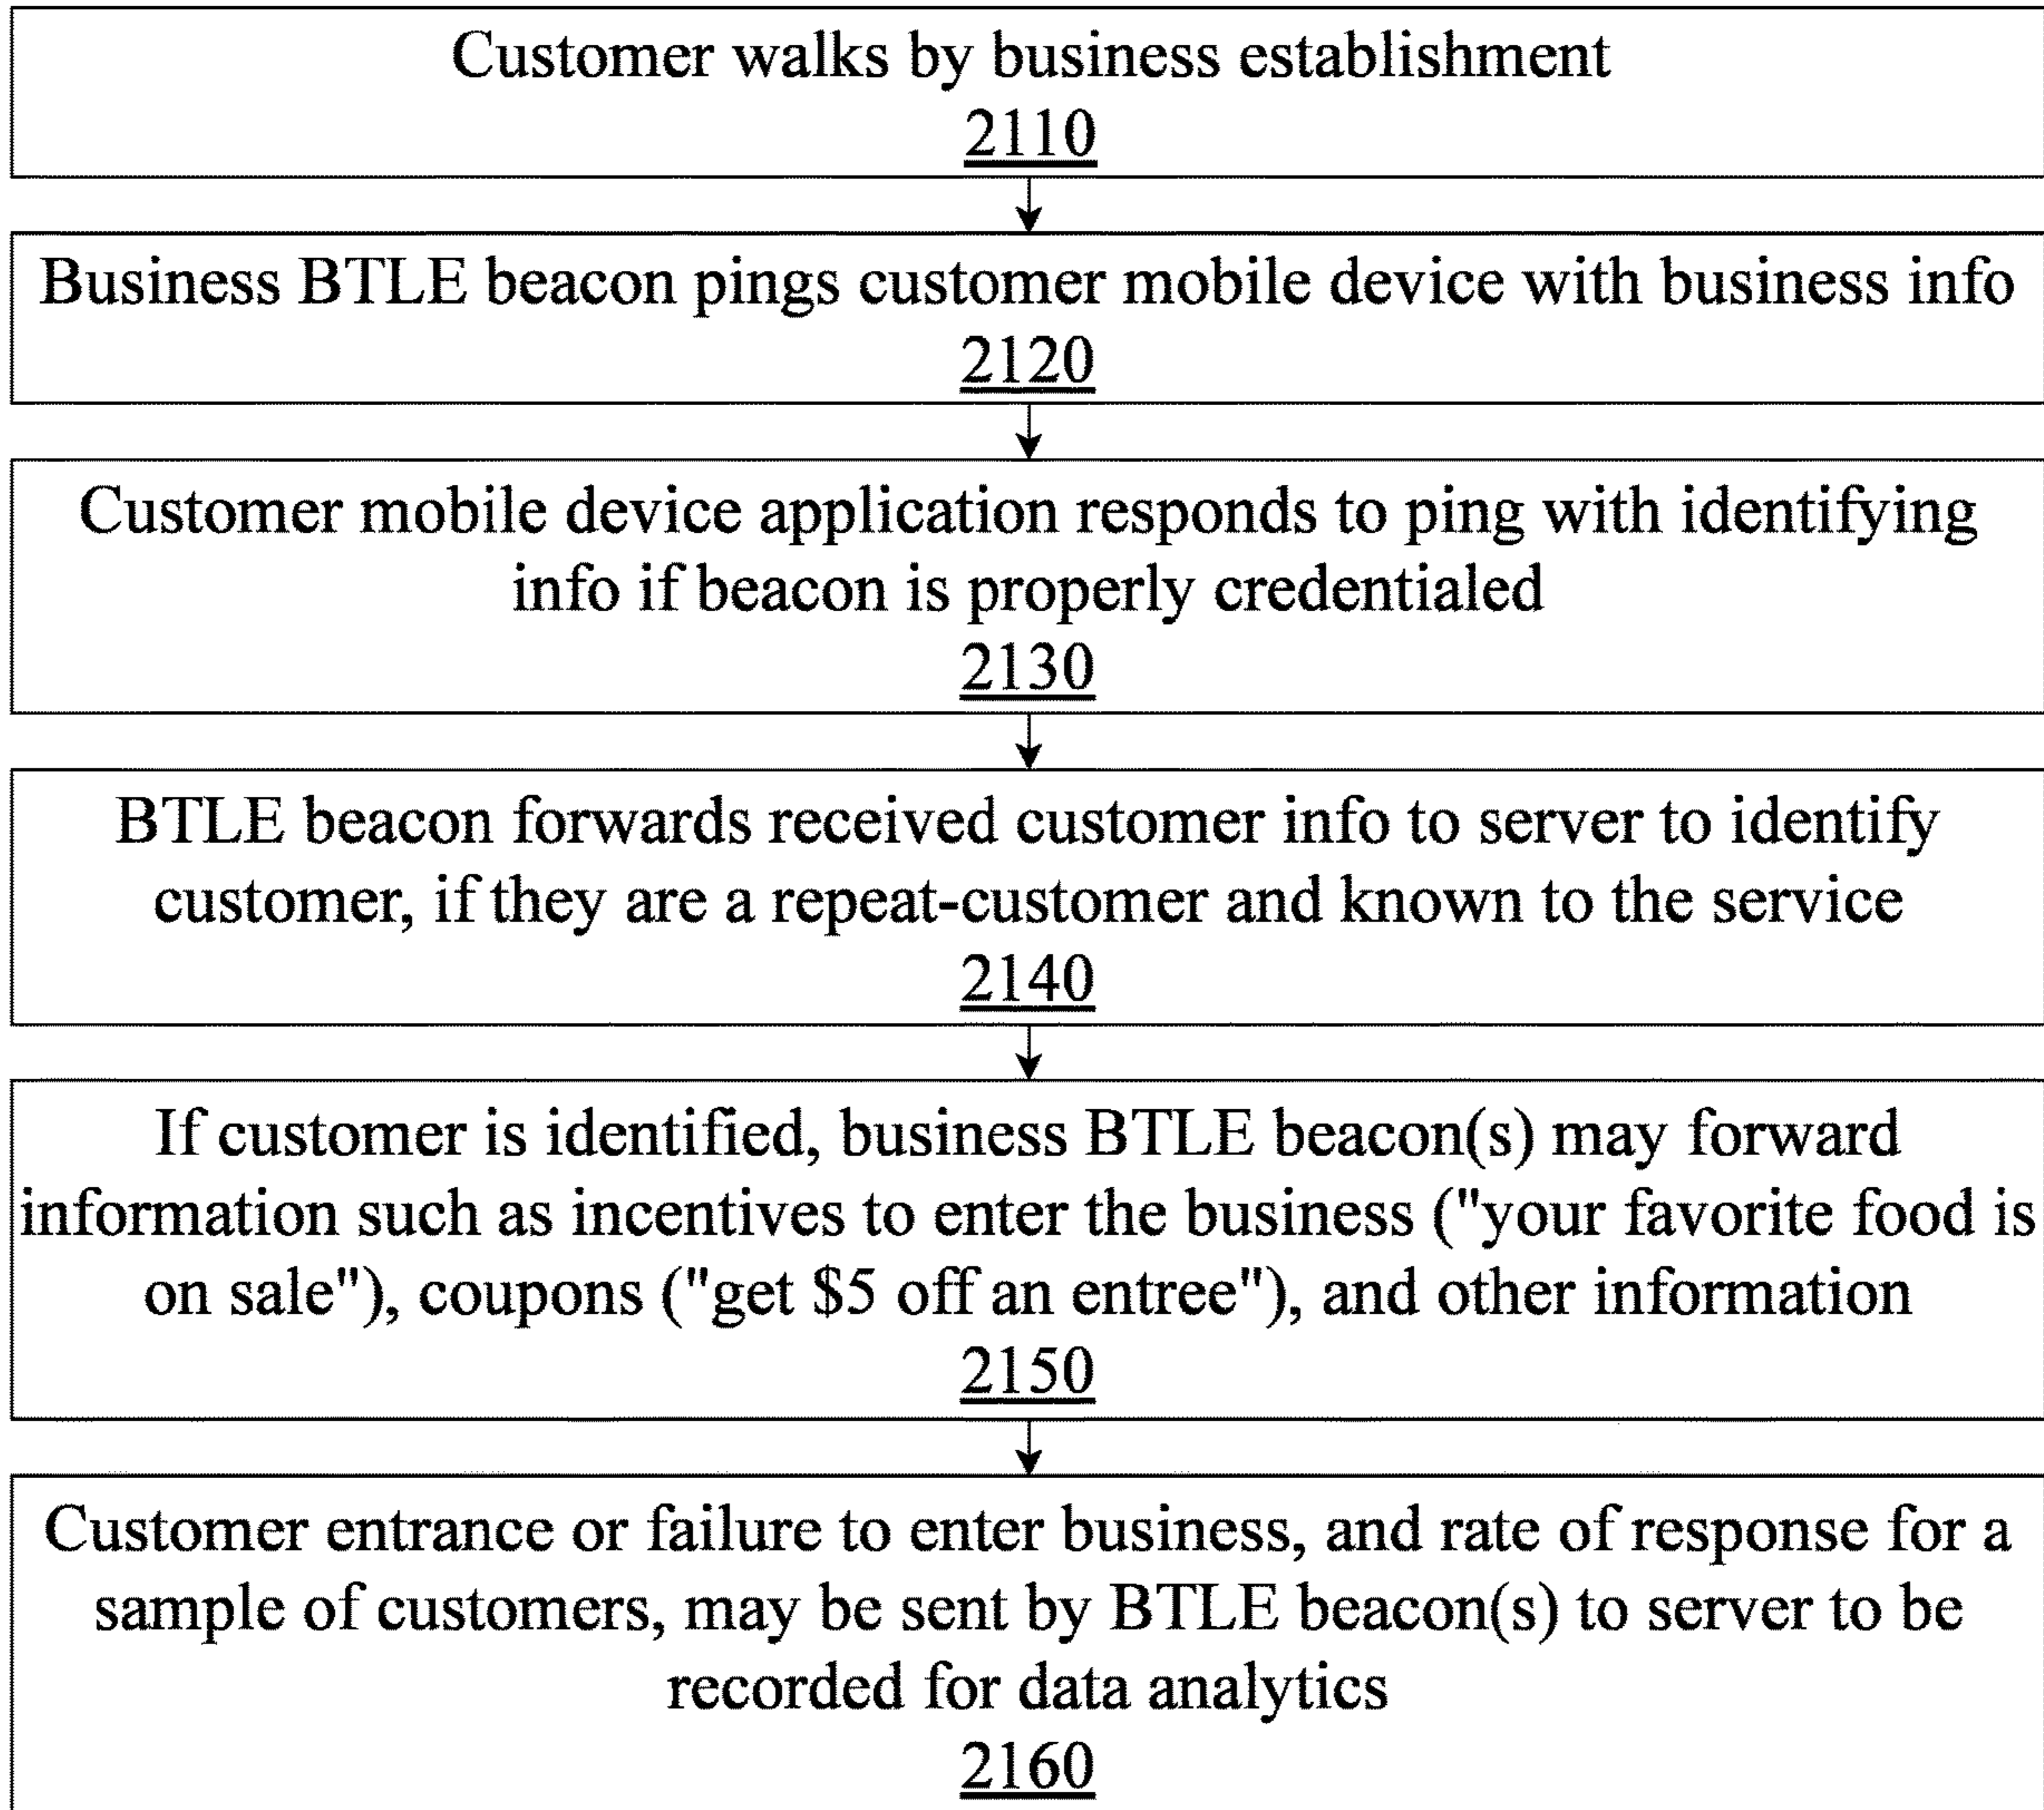 Customer walks by business establishment
2110
Business BTLE beacon pings customer mobile device with business info
2120
Customer mobile device application responds to ping with identifying
info if beacon is properly credentialed
2130
BTLE beacon forwards received customer info to server to identify
customer, if they are a repeat-customer and known to the service
2140
If customer is identified, business BTLE beacon(s) may forward
information such as incentives to enter the business ("your favorite food is
on sale"), coupons ("get $5 off an entree"), and other information
2150
Customer entrance or failure to enter business, and rate of response for a
sample of customers, may be sent by BTLE beacon(s) to server to be
recorded for data analytics
2160